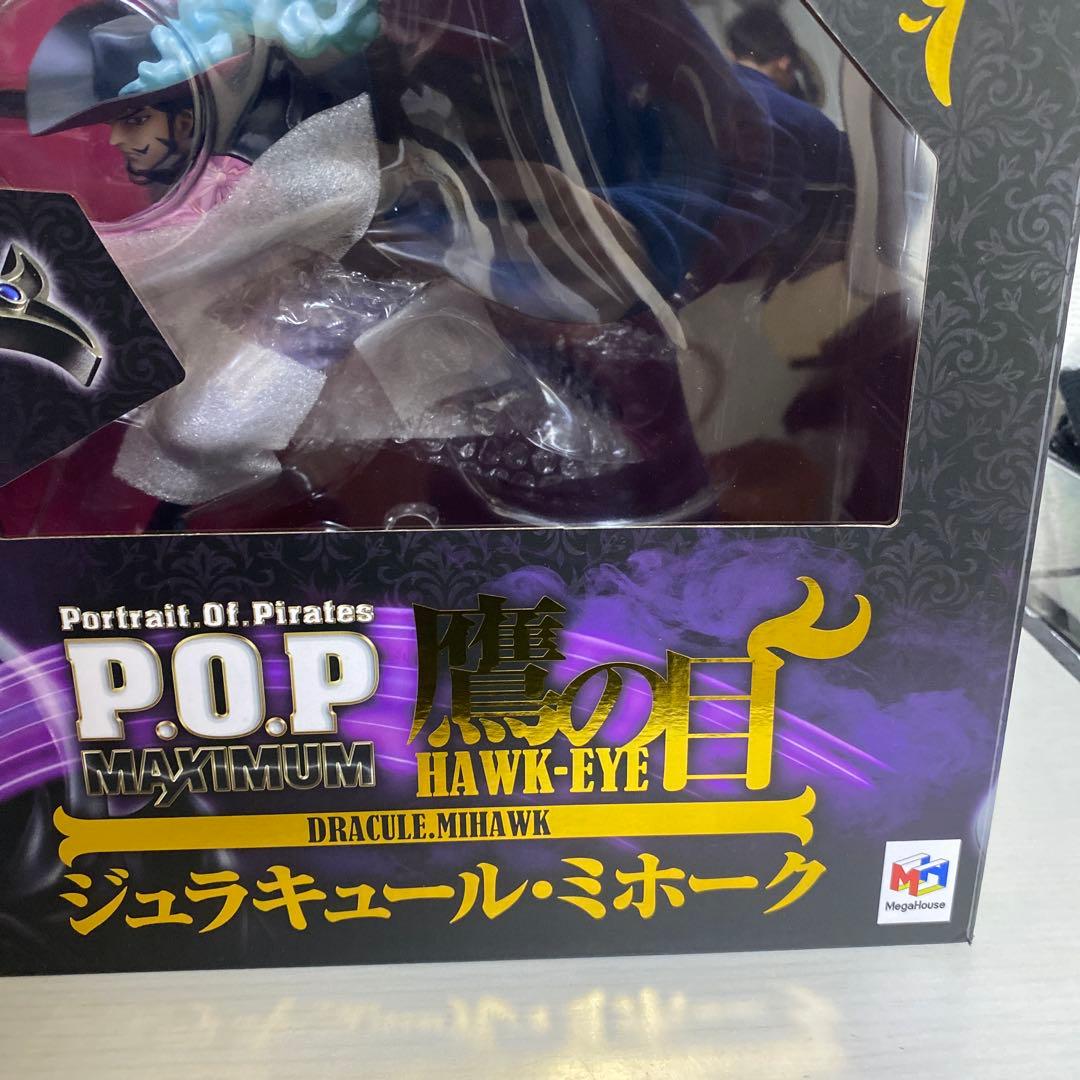 Portrait.Of.Pirates
P.O.P
MAXIMUM
鷹の目
HAWK-EYE
DRACULE.MIHAWK
ジュラキュール・ミホーク
MegaHouse